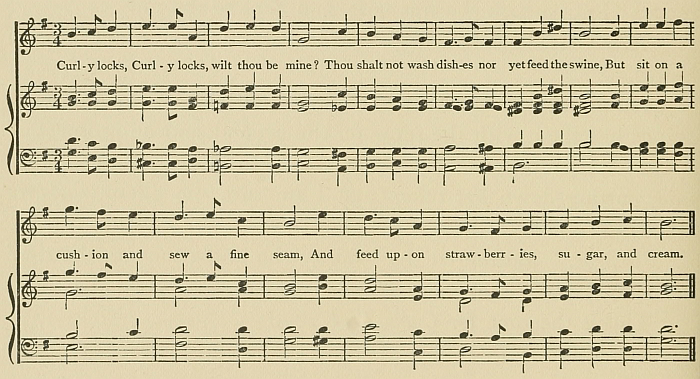 Curl - y locks, Curl - y locks, wilt thou be mine? Thou shalt not wash dish-es nor yet feed the swine, But sit on a
cush - ion and sew a fine seam, And feed up - on straw - berr - ies, su - gar, and cream.